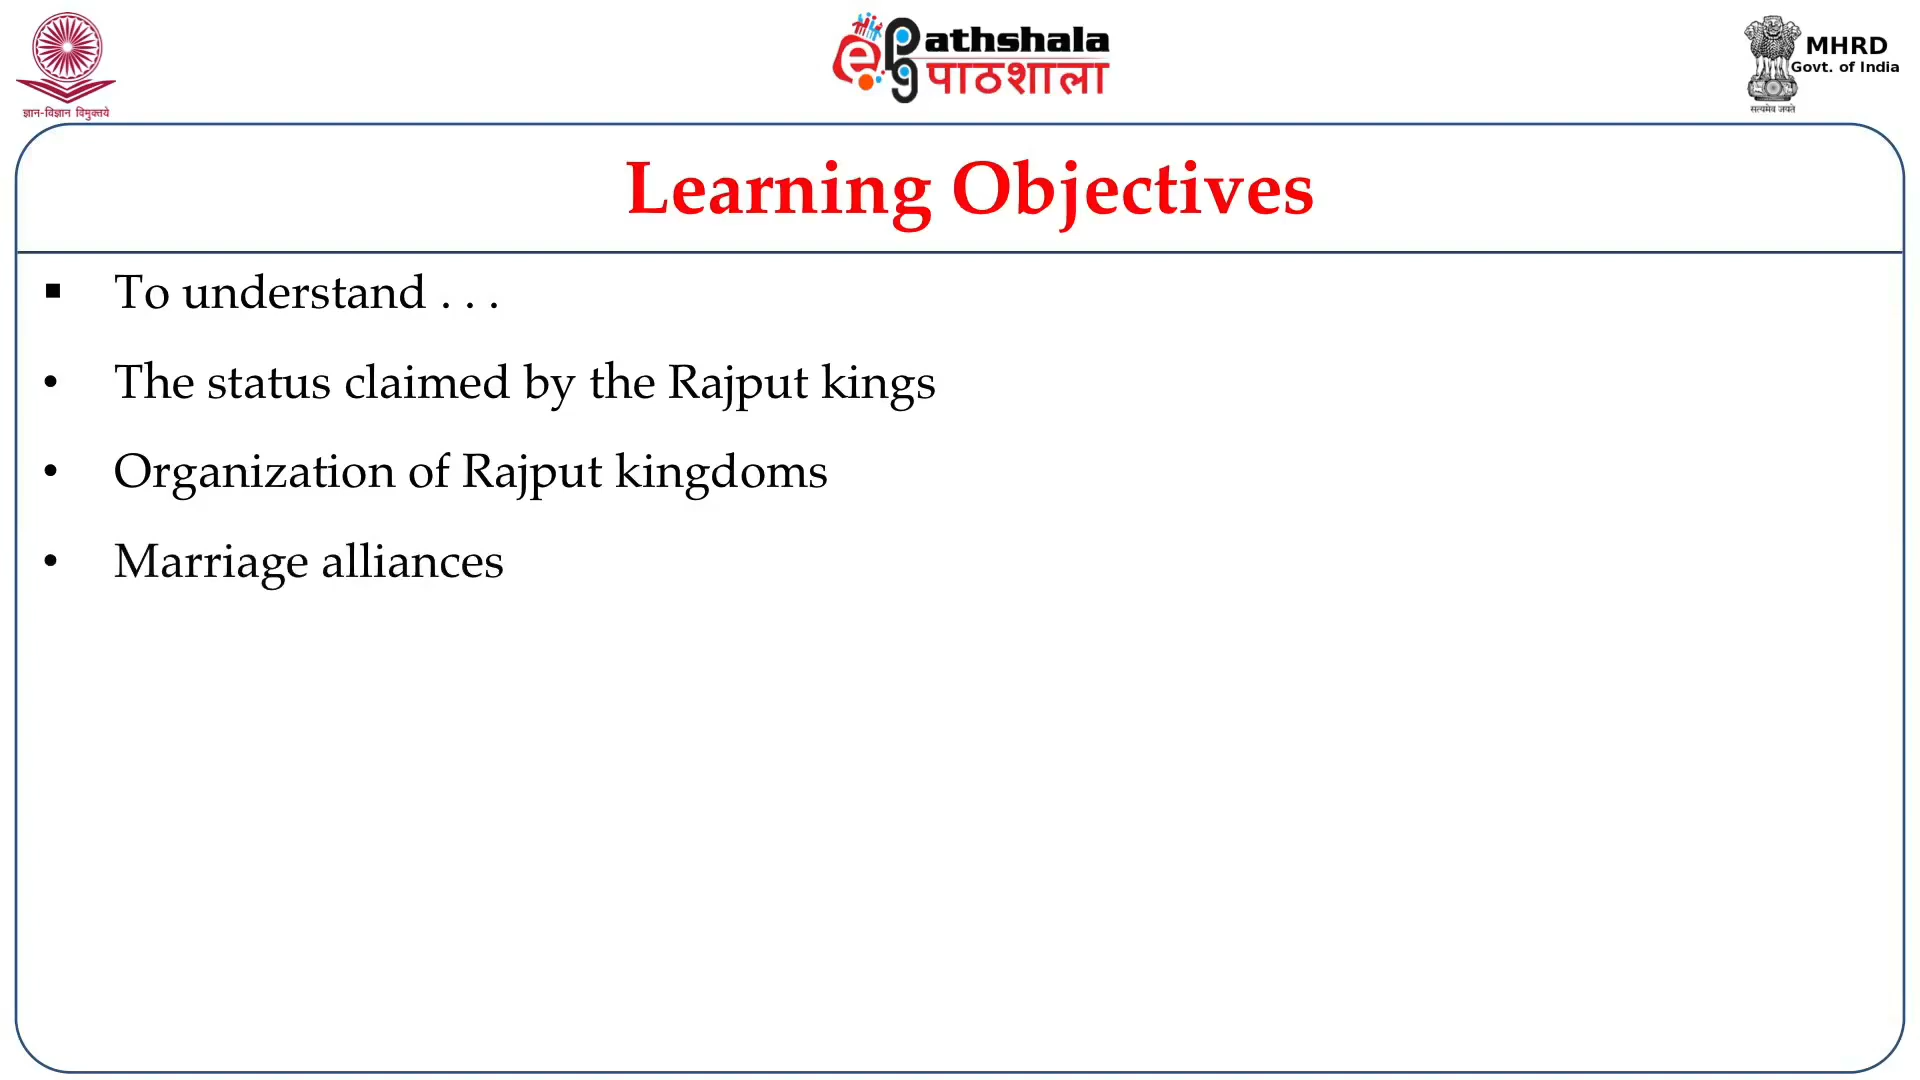 ज्ञान-विज्ञान विमुक्तये
ePathshala
पाठशाला
MHRD
Govt. of India
सत्यमेव जयते
Learning Objectives
▪ To understand . . .
• The status claimed by the Rajput kings
• Organization of Rajput kingdoms
• Marriage alliances